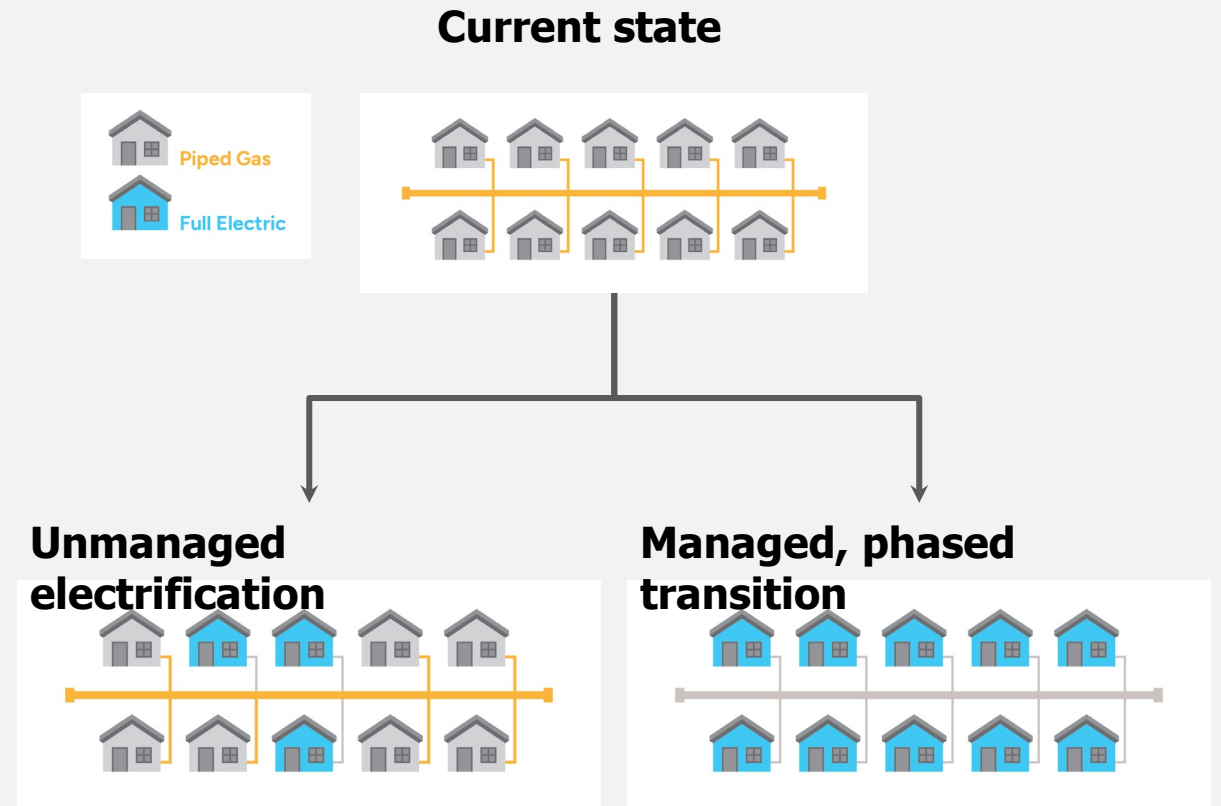 Current state
Piped Gas
Full Electric
Unmanaged
electrification
Managed, phased
transition